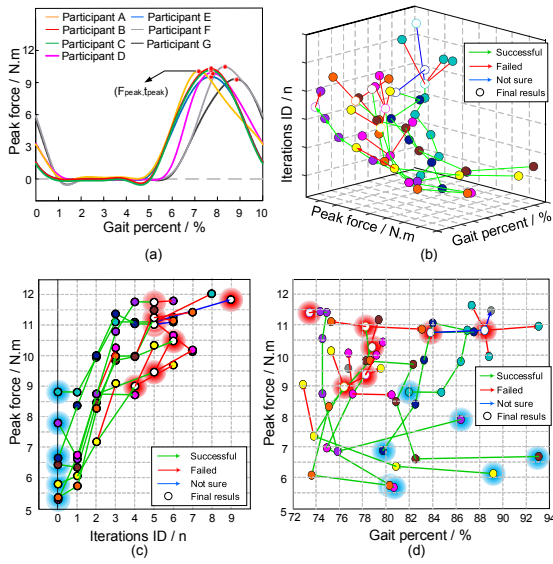 Participant A
Participant B
Participant C
Participant D
Participant E
Participant F
Participant G
(Fpeak,tpeak)
Peak force / N.m
12
9
6
3
0
0 1 2 3 4 5 6 7 8 9 10
Gait percent / %
(a)
Successful
Failed
Not sure
Final resuls
Iterions ID / n
Peak force / N.m
Gait percent / %
(b)
Peak force / N.m
12
11
10
9
8
7
6
5
0 1 2 3 4 5 6 7 8 9 10
Successful
Failed
Not sure
Final resuls
Iterations ID / n
(c)
Peak force / N.m
12
11
10
9
8
7
6
5
72 74 76 78 80 82 84 86 88 90 92 94
Successful
Failed
Not sure
Final resuls
Gait percent / %
(d)